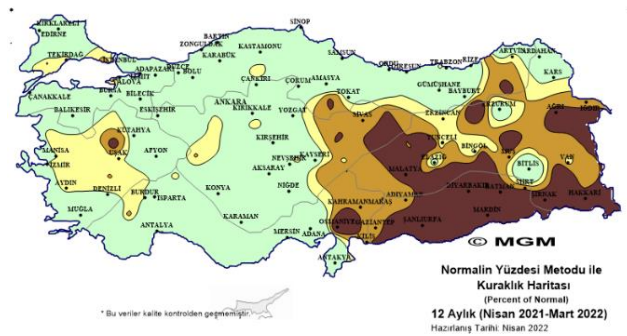 KIRKLARELİ
EDİRNE
TEKİRDAĞ
İSTANBUL
YALOVA
ADAPAZARI
DÜZCE
BOLU
ZONGULDAK
BARTIN
KARABÜK
KASTAMONU
SİNOP
SAMSUN
ORDU
GİRESUN
TRABZON
RİZE
ARTVİN
ARDAHAN
KARS
ÇANAKKALE
BURSA
BİLECİK
BALIKESİR
ESKİŞEHİR
ANKARA
ÇANKIRI
ÇORUM
AMASYA
TOKAT
KIRIKKALE
YOZGAT
SİVAS
GÜMÜŞHANE
BAYBURT
ERZİNCAN
ERZURUM
AĞRI
IĞDIR
KÜTAHYA
MANİSA
İZMİR
UŞAK
AFYON
KIRŞEHİR
NEVŞEHİR
KAYSERİ
AKSARAY
TUNCELİ
BİNGÖL
ELAZIĞ
MUŞ
BİTLİS
VAN
AYDIN
DENİZLİ
BURDUR
ISPARTA
KONYA
NİĞDE
MALATYA
KAHRAMANMARAŞ
ADIYAMAN
DİYARBAKIR
BATMAN
SİİRT
ŞIRNAK
HAKKARİ
MUĞLA
ANTALYA
KARAMAN
MERSİN
ADANA
OSMANİYE
GAZİANTEP
KİLİS
ŞANLIURFA
MARDİN
ANTAKYA
© MGM
Normalin Yüzdesi Metodu ile
Kuraklık Haritası
(Percent of Normal)
12 Aylık (Nisan 2021-Mart 2022)
Hazırlanış Tarihi: Nisan 2022
* Bu veriler kalite kontrolden geçmemiştir.